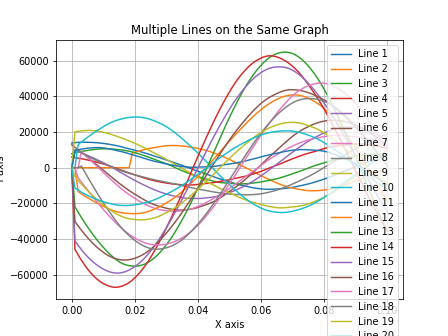 Multiple Lines on the Same Graph
60000
40000
20000
0
−20000
−40000
−60000
0.00
0.02
0.04
0.06
X axis
Line 1
Line 2
Line 3
Line 4
Line 5
Line 6
Line 7
Line 8
Line 9
Line 10
Line 11
Line 12
Line 13
Line 14
Line 15
Line 16
Line 17
Line 18
Line 19